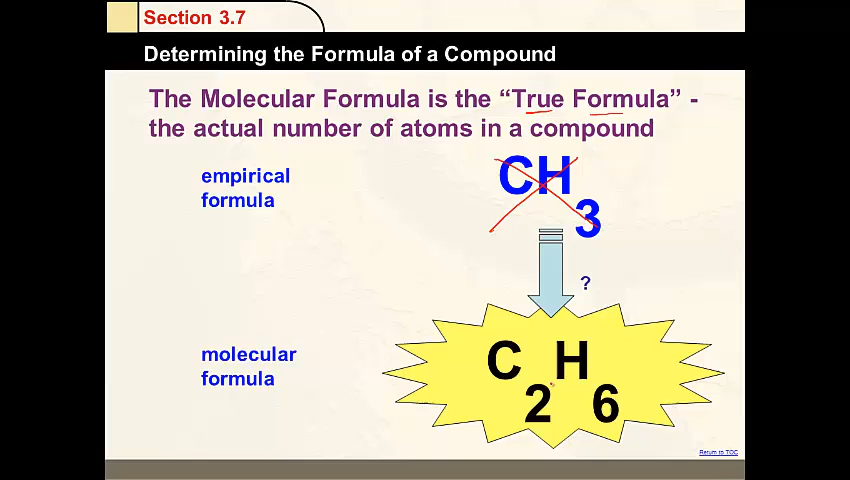 Section 3.7
Determining the Formula of a Compound
The Molecular Formula is the “True Formula” -
the actual number of atoms in a compound
empirical
formula
CH3
?
molecular
formula
C2H6
Return to TOC